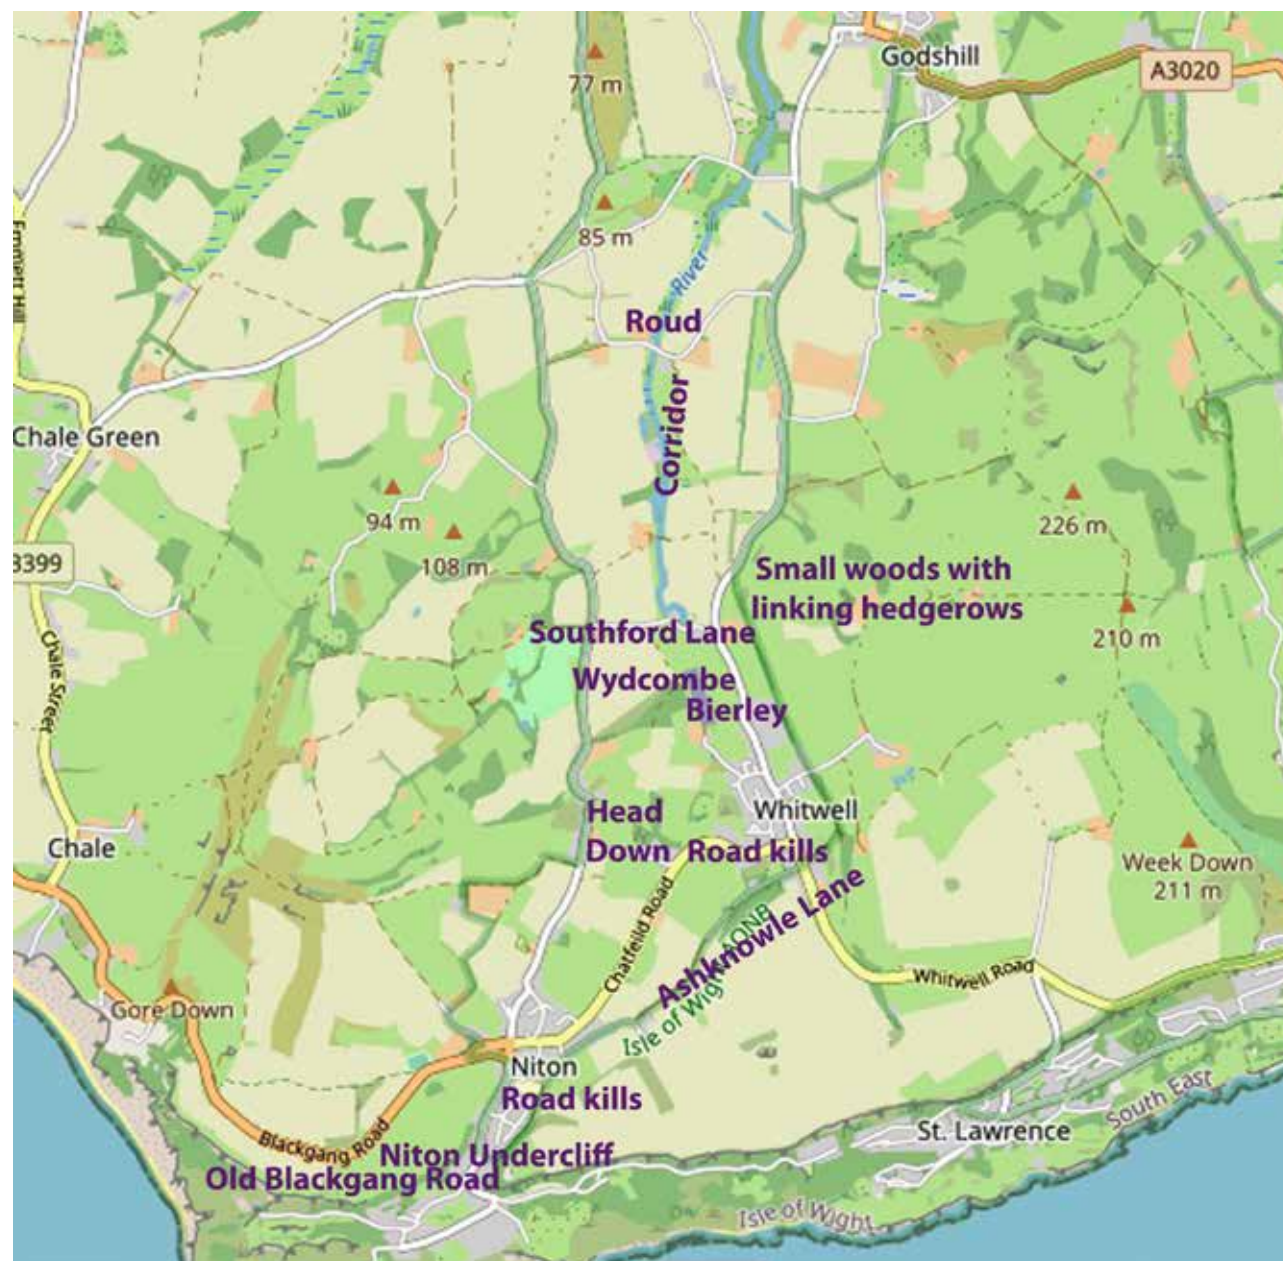 Godshill
A3020
77 m
85 m
River
Emmett Hill
Roud
Corridor
Chale Green
94 m
108 m
226 m
3399
Small woods with
linking hedgerows
210 m
Southford Lane
Chale Street
Wydcombe
Bierley
Head
Down
Whitwell
Road kills
Chale
Week Down
211 m
Chatfeild Road
Ashknowle Lane
Isle of Wight AONB
Whitwell Road
Gore Down
Niton
Road kills
South East
St. Lawrence
Blackgang Road
Niton Undercliff
Old Blackgang Road
Isle of Wight